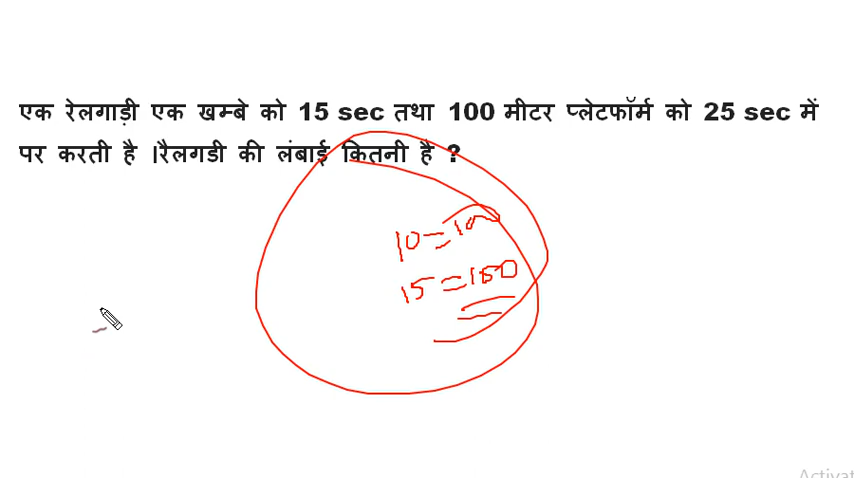 एक रेलगाड़ी एक खम्बे को 15 sec तथा 100 मीटर प्लेटफॉर्म को 25 sec में
पर करती है ।रैलगडी की लंबाई कितनी है ?
10=100
15=150
Activat